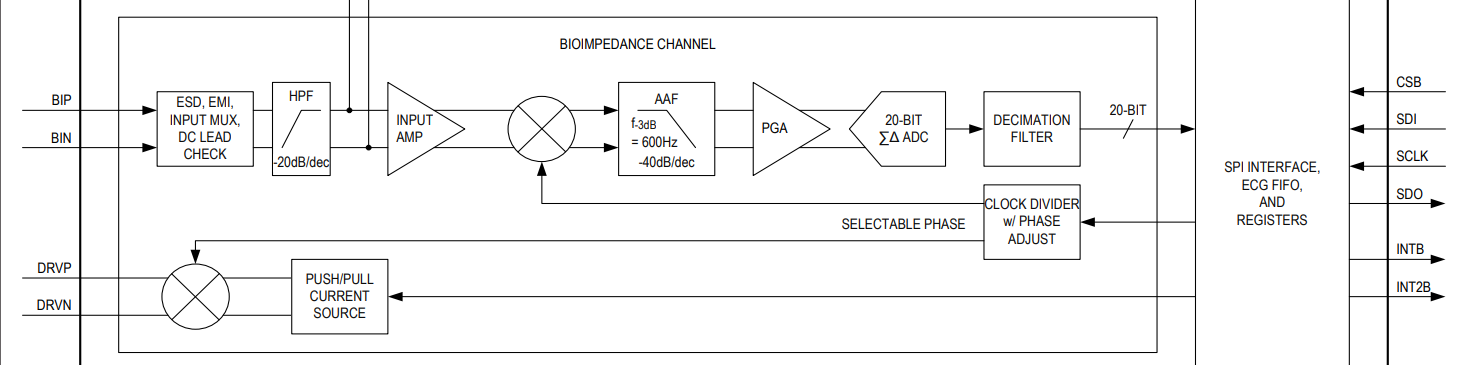 BIOIMPEDANCE CHANNEL
BIP
BIN
ESD, EMI,
INPUT MUX,
DC LEAD
CHECK
HPF
-20dB/dec
INPUT
AMP
AAF
f-3dB
= 600Hz
-40dB/dec
PGA
20-BIT
∑Δ ADC
DECIMATION
FILTER
20-BIT
SELECTABLE PHASE
CLOCK DIVIDER
w/ PHASE
ADJUST
DRVP
DRVN
PUSH/PULL
CURRENT
SOURCE
SPI INTERFACE,
ECG FIFO,
AND
REGISTERS
CSB
SDI
SCLK
SDO
INTB
INT2B